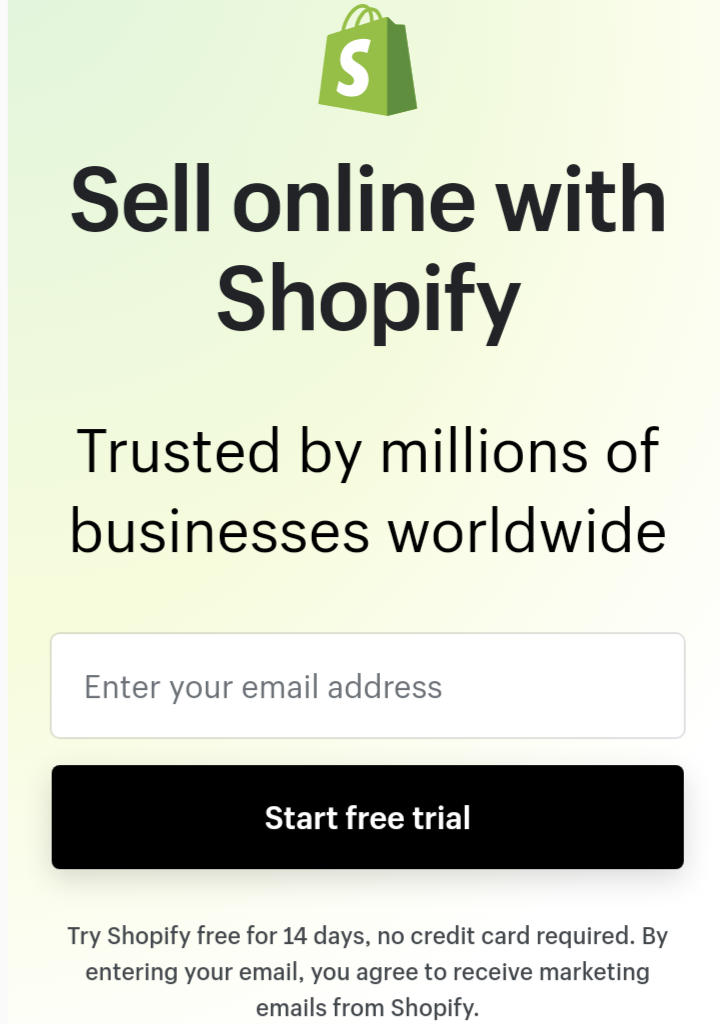 S
Sell online with
Shopify
Trusted by millions of
businesses worldwide
Enter your email address
Start free trial
Try Shopify free for 14 days, no credit card required. By
entering your email, you agree to receive marketing
emails from Shopify.